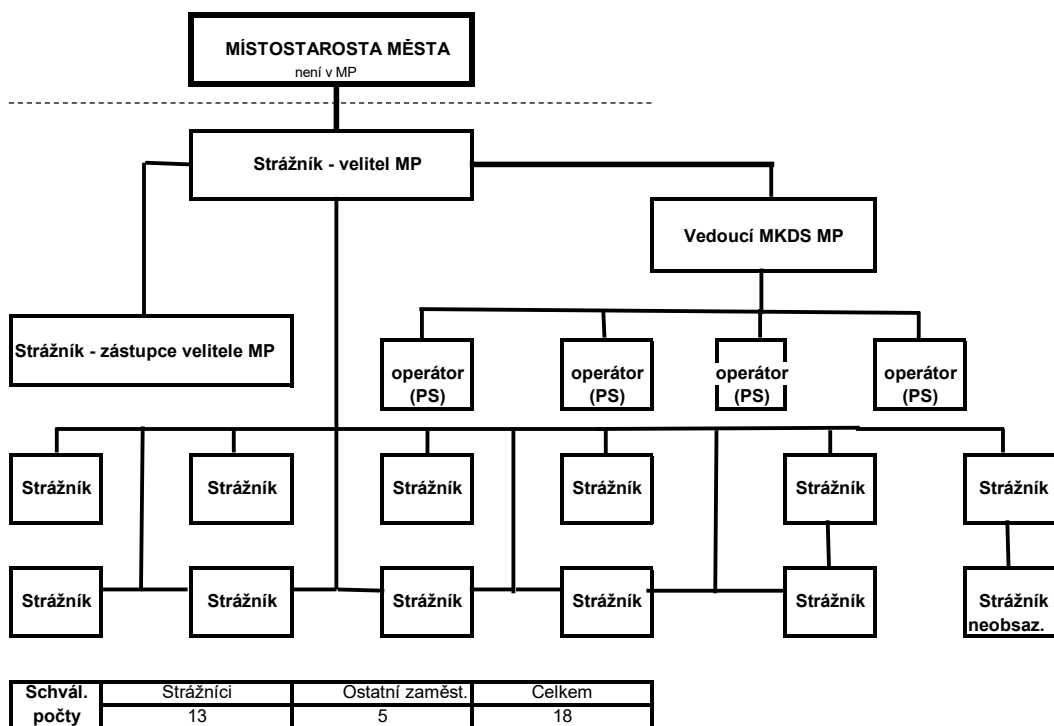 MÍSTOSTAROSTA MĚSTA
není v MP
Strážník - velitel MP
Vedoucí MKDS MP
Strážník - zástupce velitele MP
operátor
(PS)
operátor
(PS)
operátor
(PS)
operátor
(PS)
Strážník
Strážník
Strážník
Strážník
Strážník
Strážník
Strážník
Strážník
Strážník
Strážník
Strážník
Strážník
neobsaz.
Schvál. počty
Strážníci
Ostatní zaměst.
Celkem
13
5
18